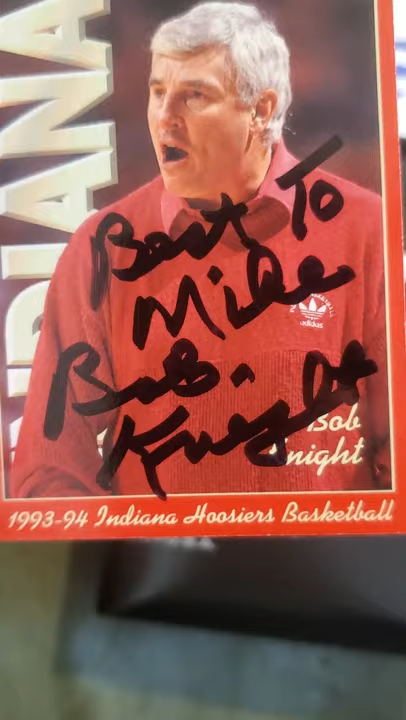 INDIANA
Best To
Mike
Bob
Knight
adidas
Bob
Knight
1993-94 Indiana Hoosiers Basketball